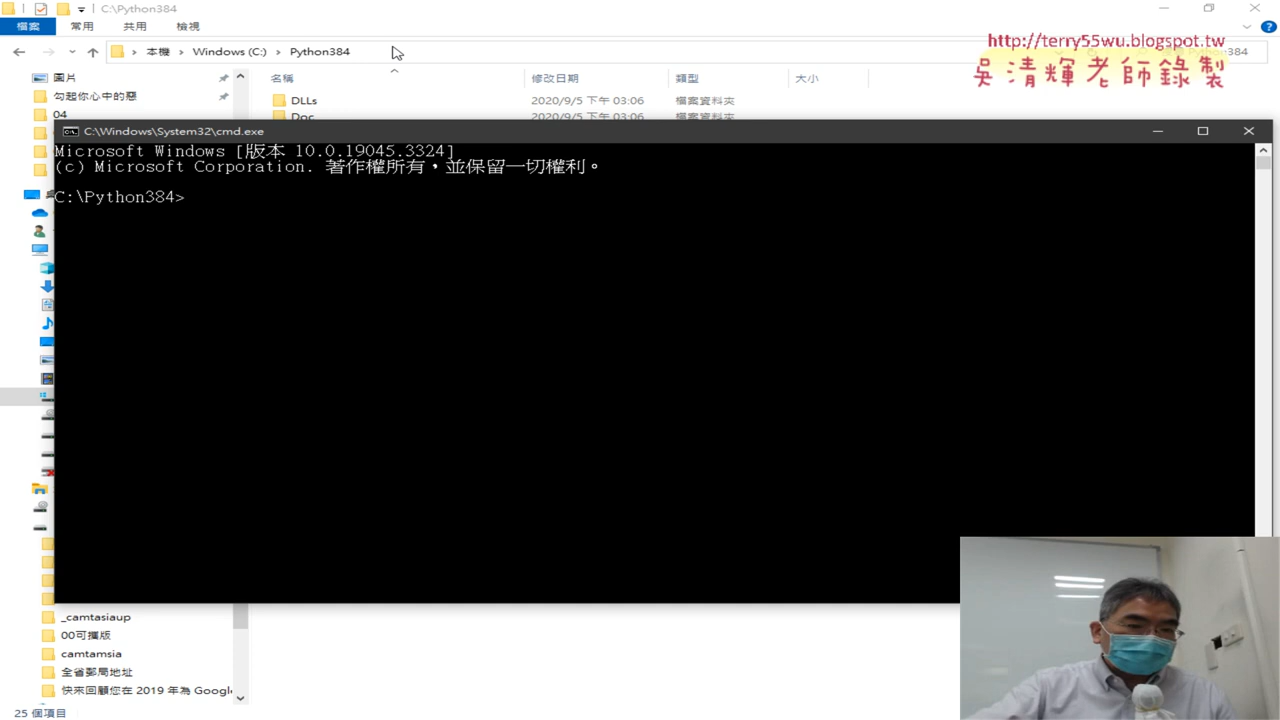 C:\Python384
檔案
常用
共用
檢視
本機
Windows (C:)
Python384
384
http://terry55wu.blogspot.tw
吳清輝老師錄製
圖片
勾起你心中的惡
04
名稱
修改日期
類型
大小
DLLs
2020/9/5 下午 03:06
檔案資料夾
Doc
2020/9/5 下午 03:06
檔案資料夾
C:\Windows\System32\cmd.exe
Microsoft Windows [版本 10.0.19045.3324]
(c) Microsoft Corporation. 著作權所有，並保留一切權利。
C:\Python384>
_camtasiaup
00可攜版
camtamsia
全省郵局地址
快來回顧您在 2019 年為 Google
25 個項目